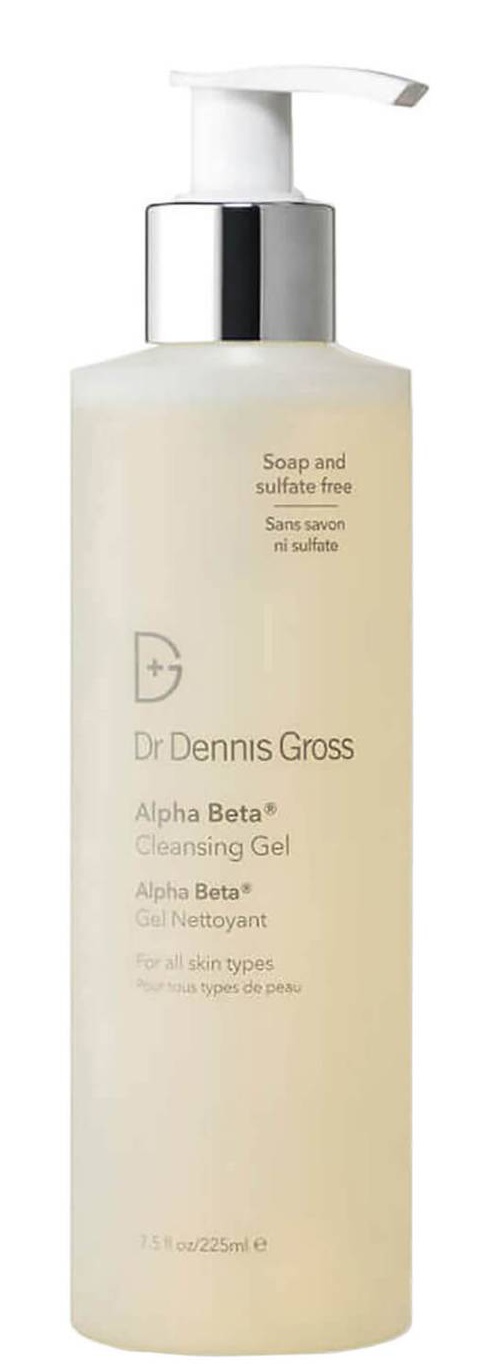 Soap and
sulfate free
Sans savon
ni sulfate
DG
Dr Dennis Gross
Alpha Beta®
Cleansing Gel
Alpha Beta®
Gel Nettoyant
For all skin types
Pour tous types de peau
7.5 fl oz/225ml ℮